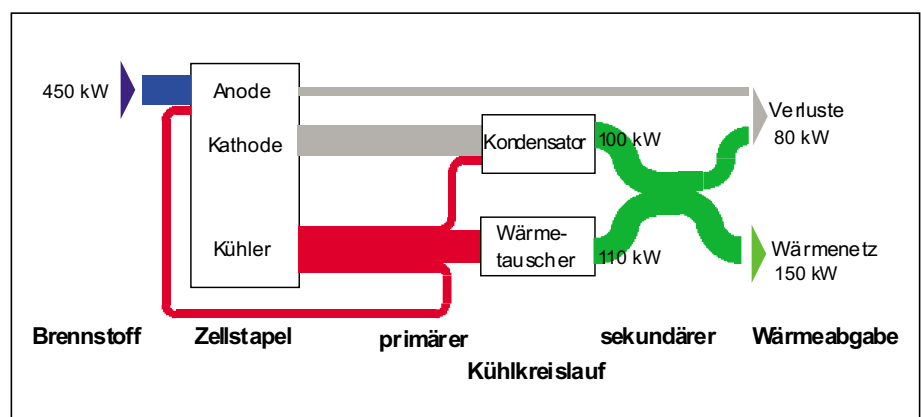 450 kW
Anode
Kathode
Kühler
Kondensator
100 kW
Wärme-
tauscher
110 kW
Verluste
80 kW
Wärmenetz
150 kW
Brennstoff
Zellstapel
primärer
sekundärer
Wärmeabgabe
Kühlkreislauf